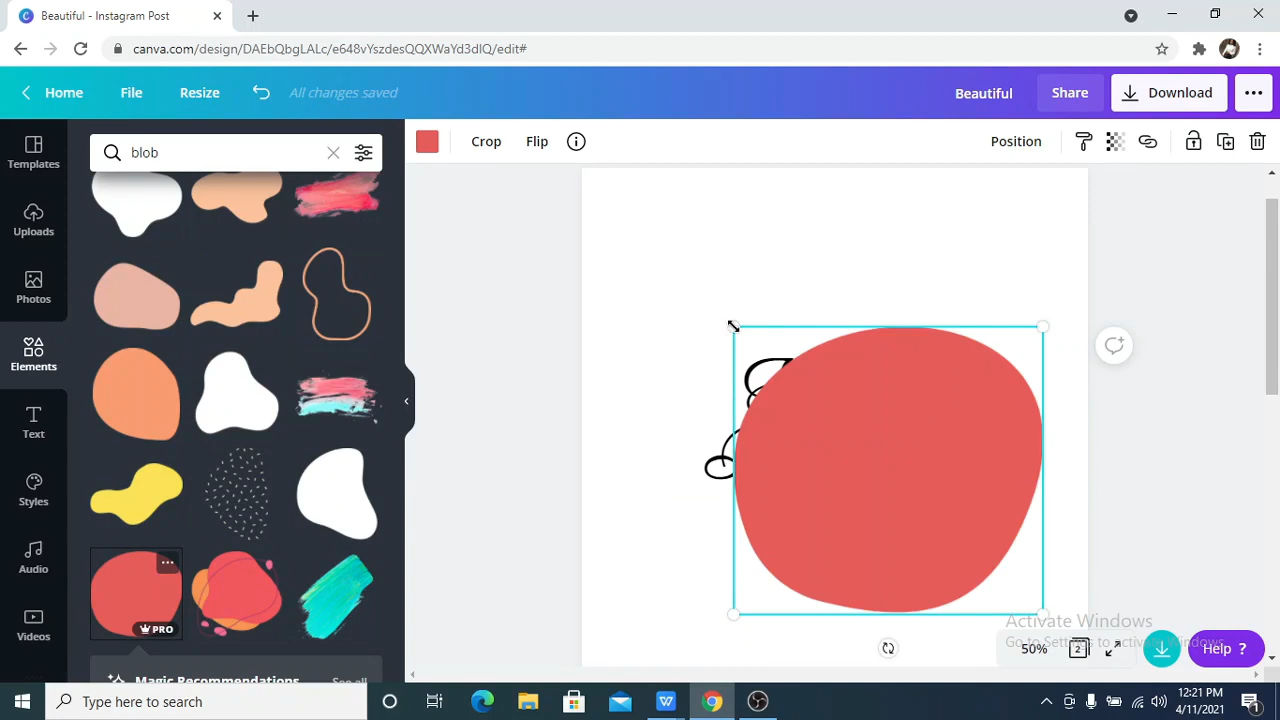 Beautiful - Instagram Post
canva.com/design/DAEbQbgLALc/e648vYszdesQQXWaYd3dIQ/edit#
Home File Resize All changes saved Beautiful Share Download
Templates
Uploads
Photos
Elements
Text
Styles
Audio
Videos
blob
PRO
Magic Recommendations See all
Crop Flip Position
Activate Windows
Go to Settings to activate Windows.
50% 2 Help ?
Type here to search
12:21 PM
4/11/2021
1